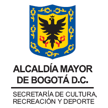 ALCALDÍA MAYOR
DE BOGOTÁ D.C.
SECRETARÍA DE CULTURA,
RECREACIÓN Y DEPORTE